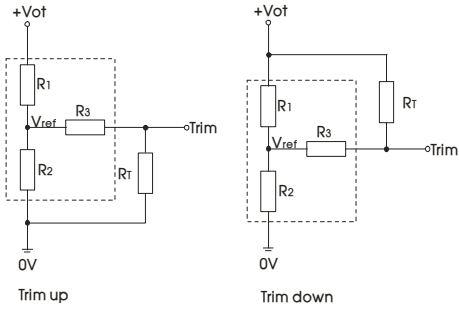 +Vot
R1
R3
Vref
Trim
R2
RT
0V
Trim up
+Vot
R1
RT
R3
Vref
Trim
R2
0V
Trim down